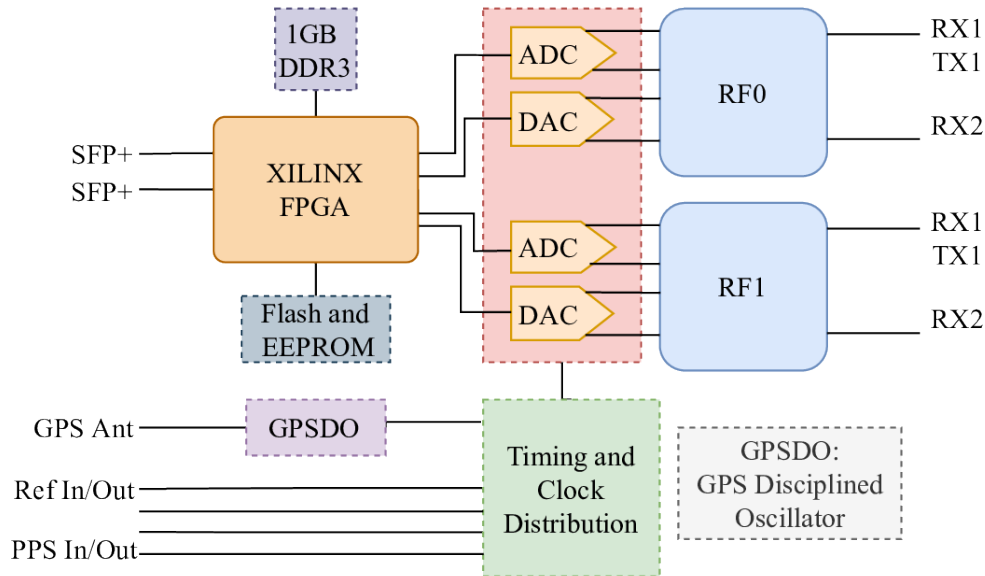 1GB
DDR3
XILINX
FPGA
SFP+
SFP+
Flash and
EEPROM
ADC
DAC
ADC
DAC
RF0
RX1
TX1
RX2
RF1
RX1
TX1
RX2
GPS Ant
GPSDO
Ref In/Out
PPS In/Out
Timing and
Clock
Distribution
GPSDO:
GPS Disciplined
Oscillator